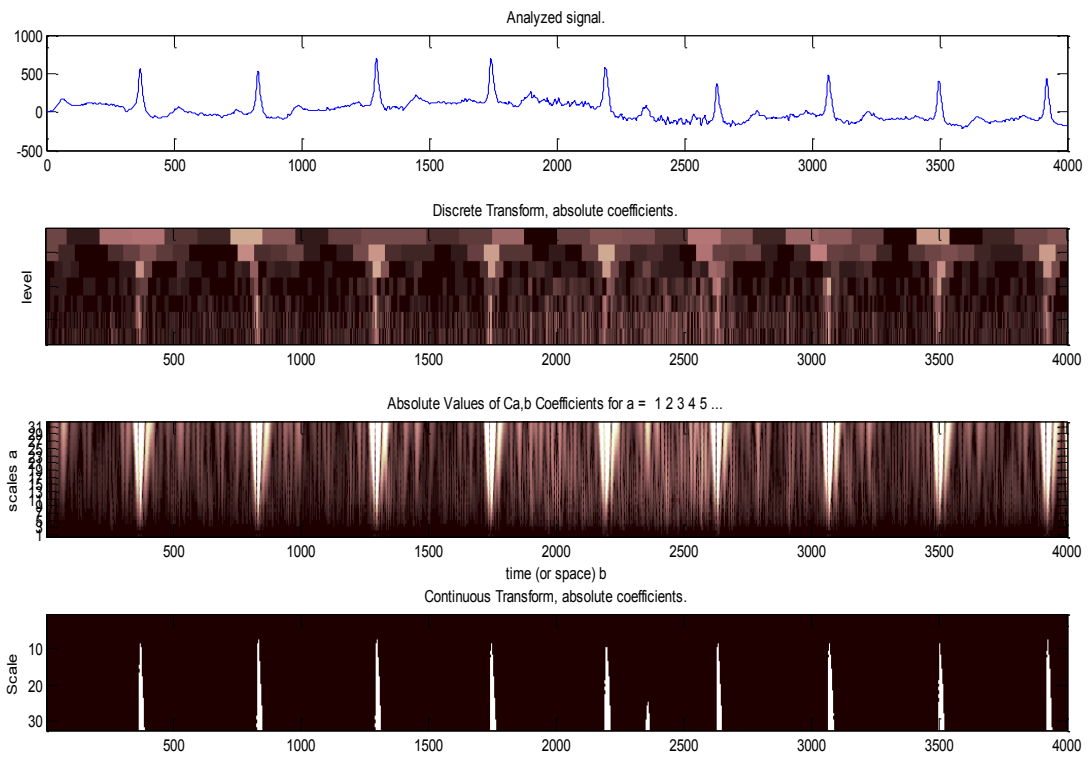 Analyzed signal.
1000
500
0
-500
0 500 1000 1500 2000 2500 3000 3500 4000
Discrete Transform, absolute coefficients.
level
500 1000 1500 2000 2500 3000 3500 4000
Absolute Values of Ca,b Coefficients for a = 1 2 3 4 5 ...
scales a
31
1
500 1000 1500 2000 2500 3000 3500 4000
time (or space) b
Continuous Transform, absolute coefficients.
Scale
10
20
30
500 1000 1500 2000 2500 3000 3500 4000